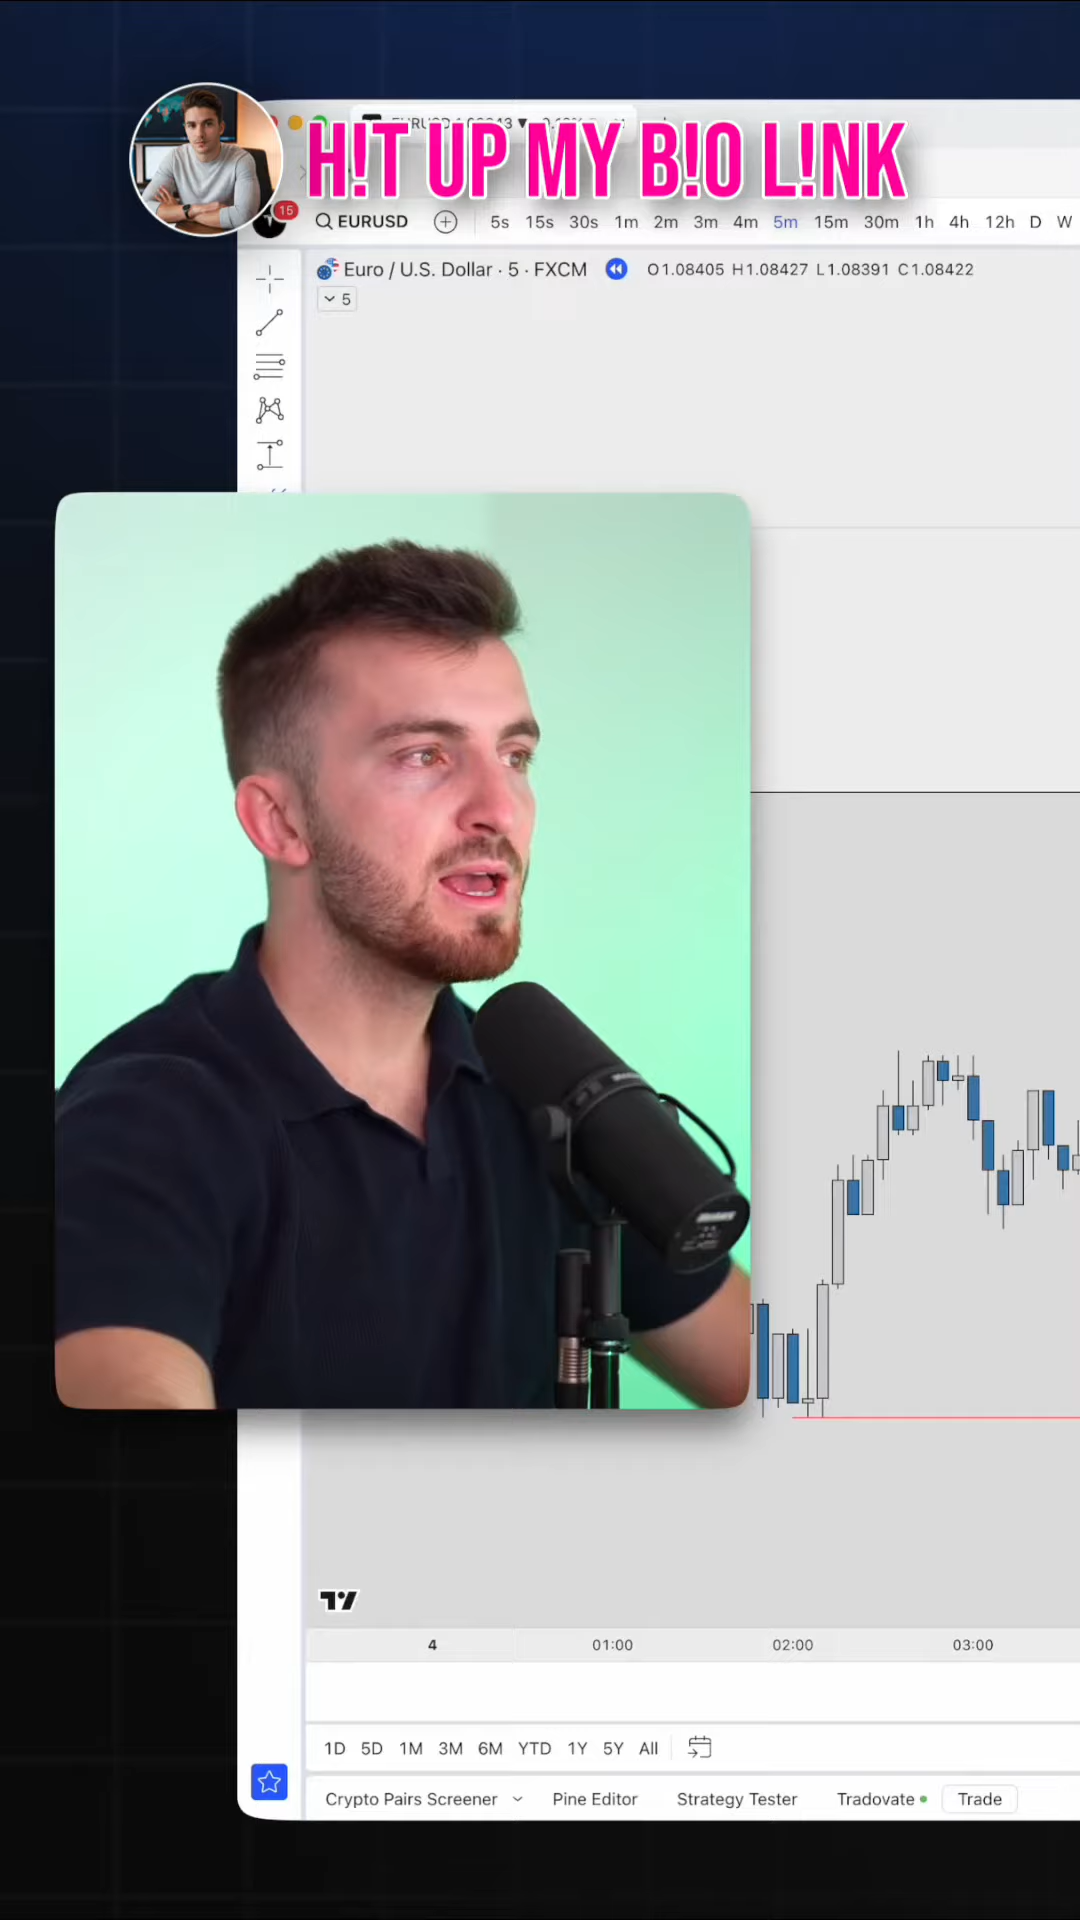 H!T UP MY B!O L!NK
15
EURUSD
5s 15s 30s 1m 2m 3m 4m 5m 15m 30m 1h 4h 12h D W
Euro / U.S. Dollar · 5 · FXCM O1.08405 H1.08427 L1.08391 C1.08422
5
4 01:00 02:00 03:00
1D 5D 1M 3M 6M YTD 1Y 5Y All
Crypto Pairs Screener Pine Editor Strategy Tester Tradovate Trade